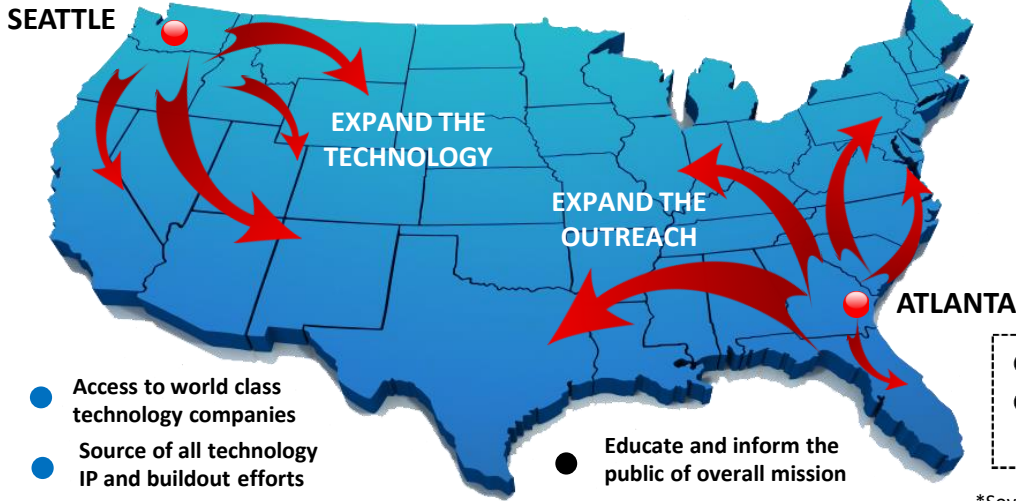 SEATTLE
EXPAND THE
TECHNOLOGY
EXPAND THE
OUTREACH
ATLANTA
Access to world class
technology companies
Source of all technology
IP and buildout efforts
Educate and inform the
public of overall mission